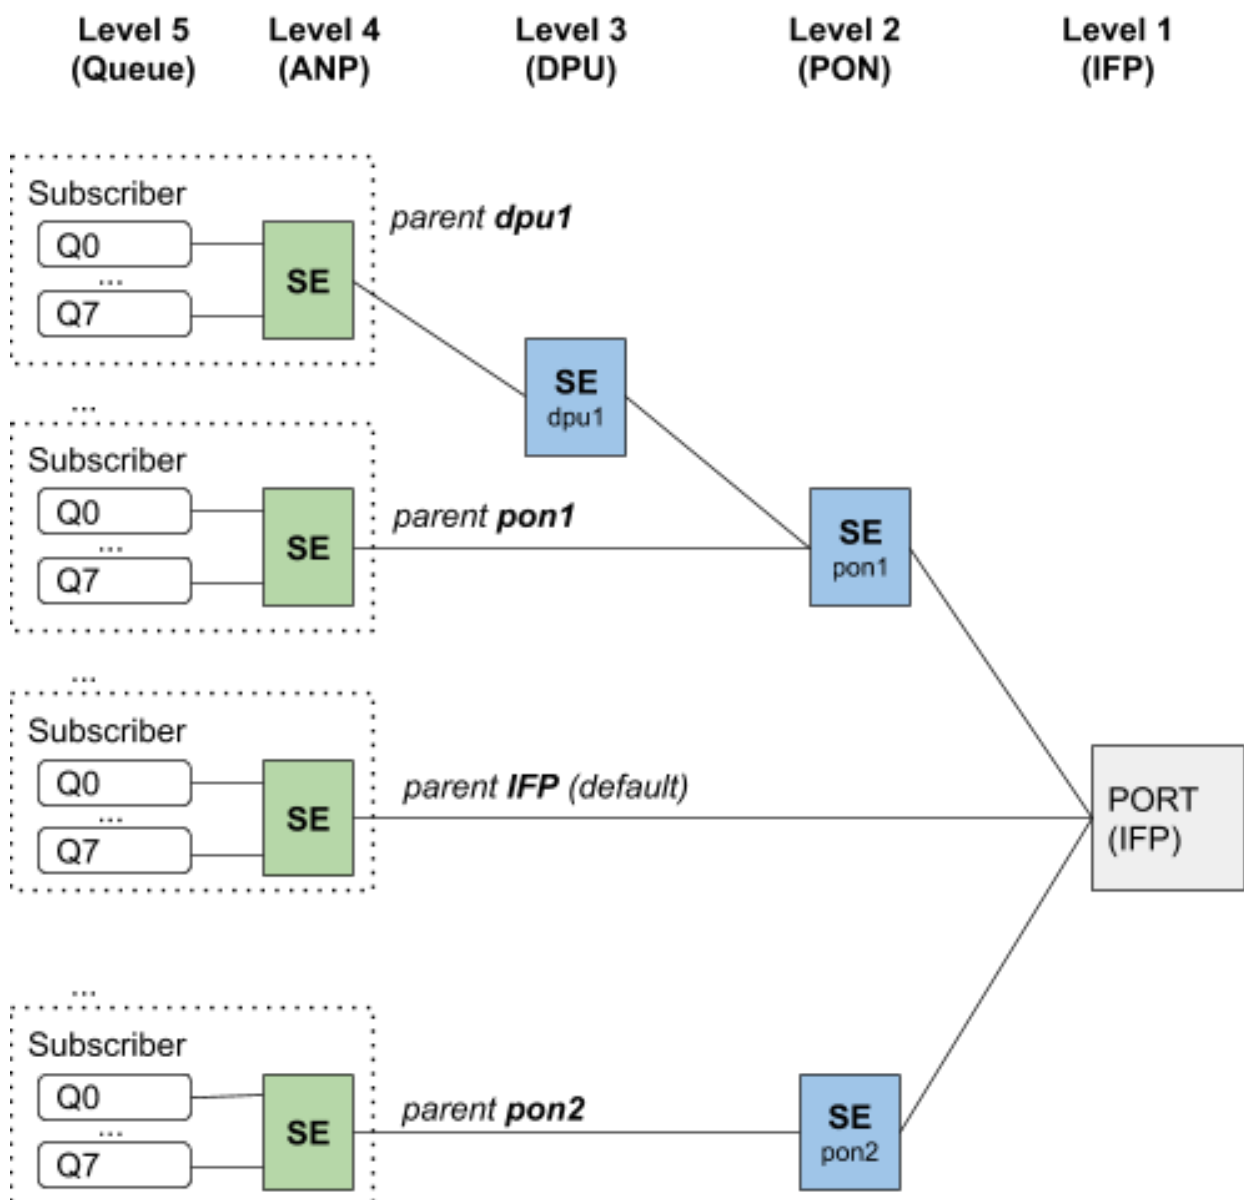 Level 5 Level 4 Level 3 Level 2 Level 1
(Queue) (ANP) (DPU) (PON) (IFP)
Subscriber
parent dpu1
Q0
...
SE
Q7
SE
dpu1
...
Subscriber
Q0
parent pon1
...
SE
Q7
SE
pon1
...
Subscriber
Q0
parent IFP (default)
...
SE
Q7
PORT
(IFP)
...
Subscriber
Q0
parent pon2
...
SE
Q7
SE
pon2